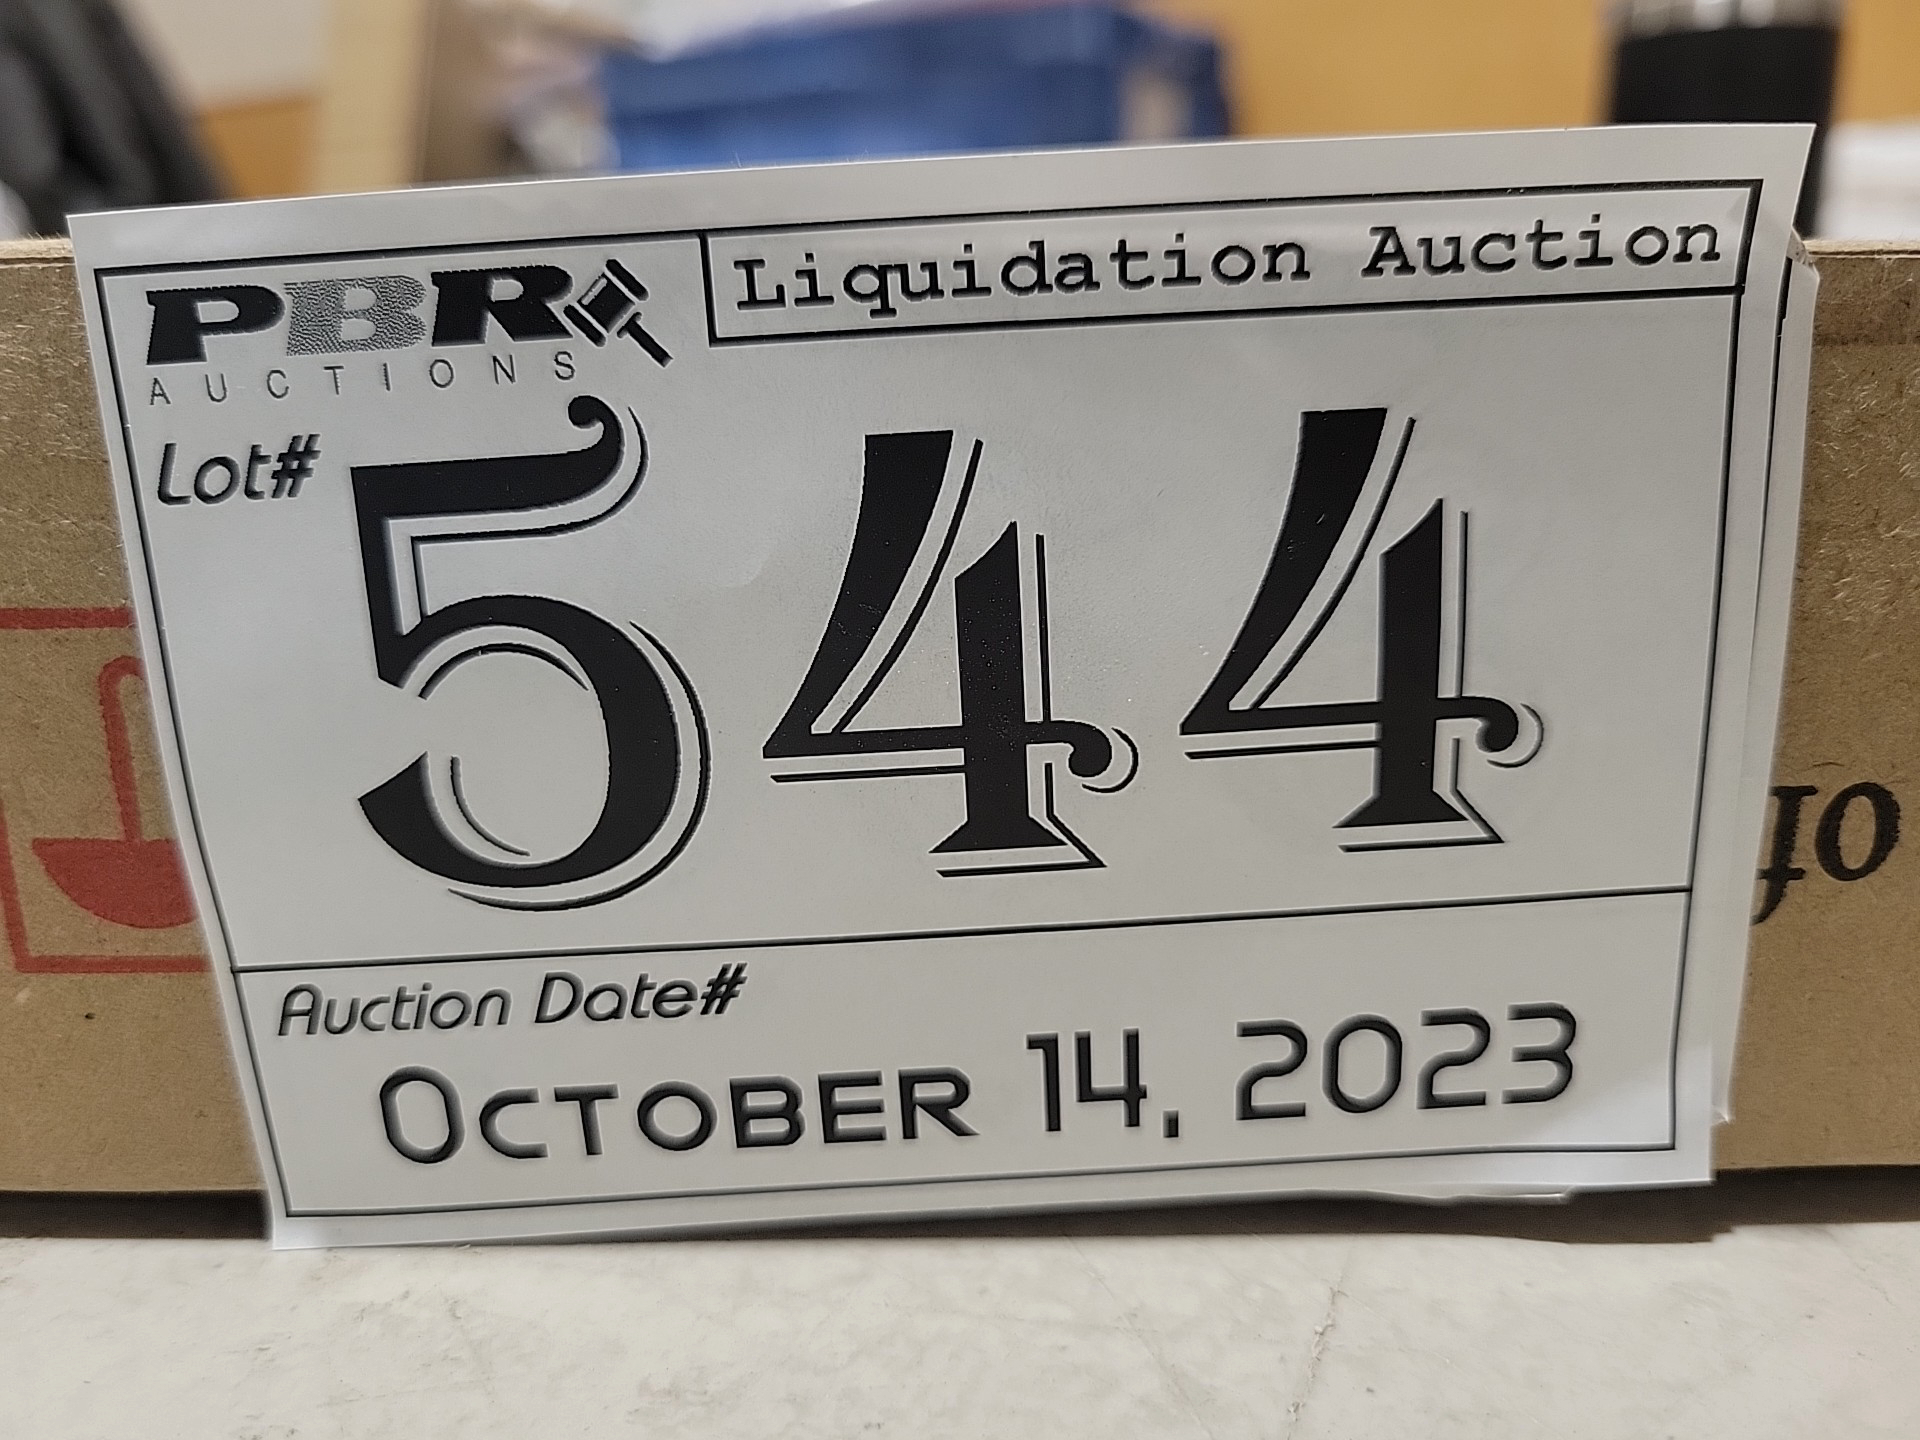 PBR
AUCTIONS
Liquidation Auction
Lot#
544
Auction Date#
OCTOBER 14, 2023